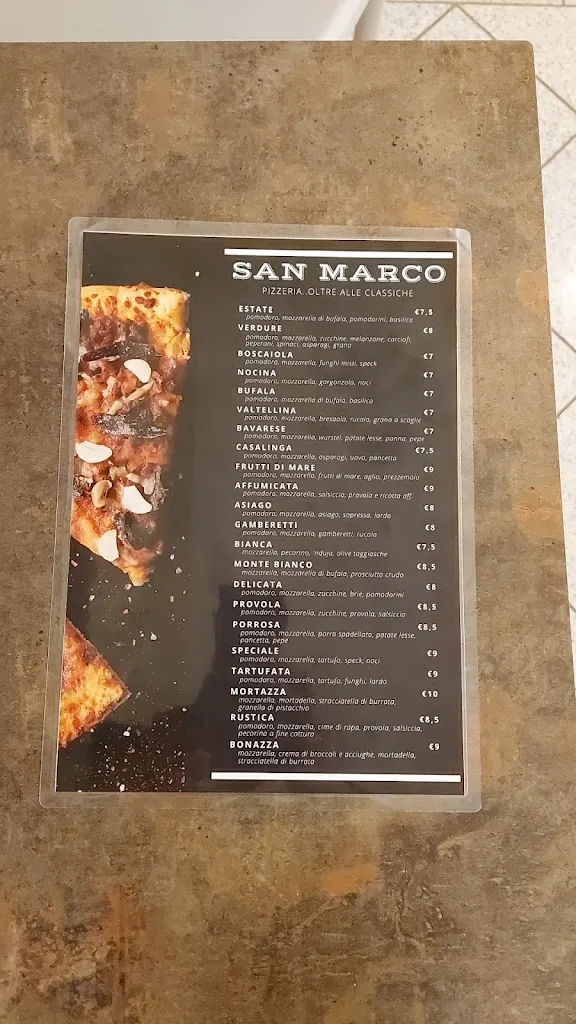 SAN MARCO
PIZZERIA..OLTRE ALLE CLASSICHE
ESTATE €7,5
pomodoro, mozzarella di bufala, pomodorini, basilico
VERDURE €8
pomodoro, mozzarella, zucchine, melanzane, carciofi,
peperoni, spinaci, asparagi, grana
BOSCAIOLA €7
pomodoro, mozzarella, funghi misti, speck
NOCINA €7
pomodoro, mozzarella, gorgonzola, noci
BUFALA €7
pomodoro, mozzarella di bufala, basilico
VALTELLINA €7
pomodoro, mozzarella, bresaola, rucola, grana a scaglie
BAVARESE €7
pomodoro, mozzarella, wurstel, patate lesse, panna, pepe
CASALINGA €7,5
pomodoro, mozzarella, asparagi, uova, pancetta
FRUTTI DI MARE €9
pomodoro, mozzarella, frutti di mare, aglio, prezzemolo
AFFUMICATA €9
pomodoro, mozzarella, salsiccia, provola e ricotta aff.
ASIAGO €8
pomodoro, mozzarella, asiago, sopressa, lardo
GAMBERETTI €8
pomodoro, mozzarella, gamberetti, rucola
BIANCA €7,5
mozzarella, pecorino, 'nduja, olive taggiasche
MONTE BIANCO €8,5
mozzarella, mozzarella di bufala, prosciutto crudo
DELICATA €8
pomodoro, mozzarella, zucchine, brie, pomodorini
PROVOLA €8,5
pomodoro, mozzarella, zucchine, provola, salsiccia
PORROSA €8,5
pomodoro, mozzarella, porro spadellato, patate lesse,
pancetta, pepe
SPECIALE €9
pomodoro, mozzarella, tartufo, speck, noci
TARTUFATA €9
pomodoro, mozzarella, tartufo, funghi, lardo
MORTAZZA €10
mozzarella, mortadella, stracciatella di burrata,
granella di pistacchio
RUSTICA €8,5
pomodoro, mozzarella, cime di rapa, provola, salsiccia,
pecorino a fine cottura
BONAZZA €9
mozzarella, crema di broccoli e acciughe, mortadella,
stracciatella di burrata